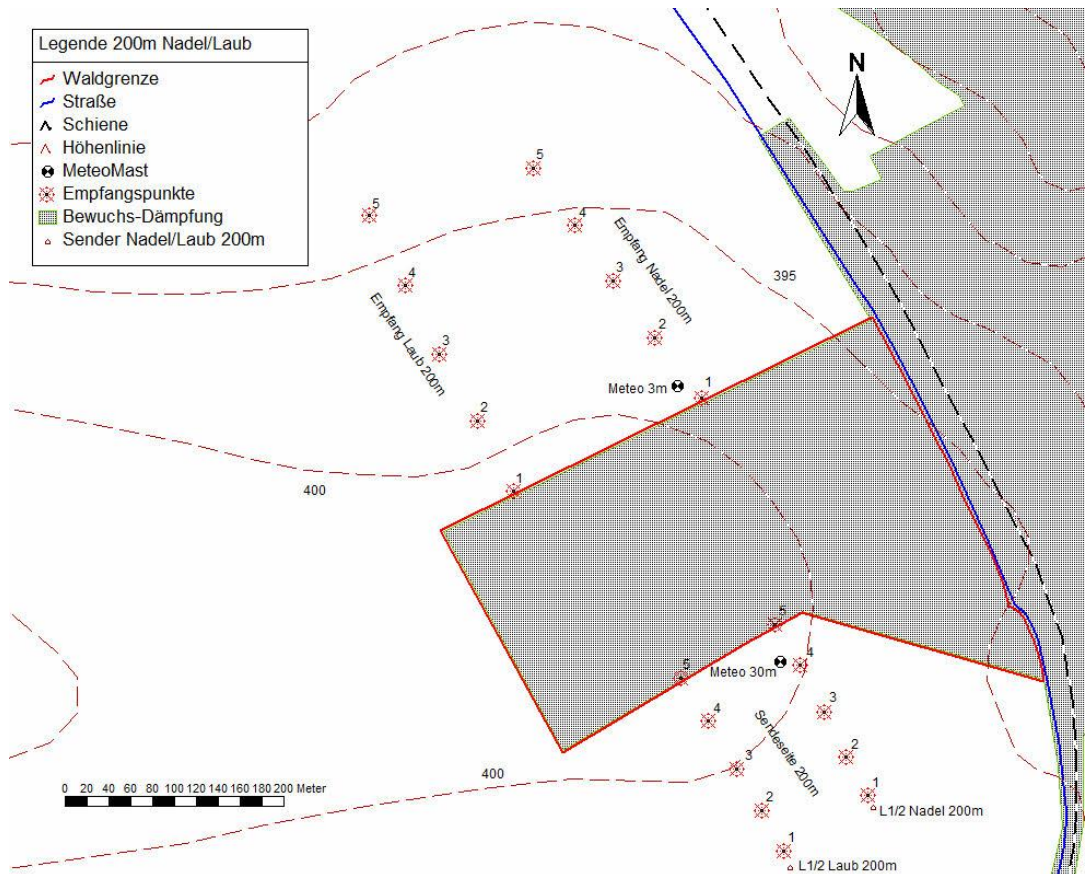 Legende 200m Nadel/Laub
Waldgrenze
Straße
Schiene
Höhenlinie
MeteoMast
Empfangspunkte
Bewuchs-Dämpfung
Sender Nadel/Laub 200m
N
5
5
4
4
3
Empfang Nadel 200m
395
Empfang Laub 200m
3
2
Meteo 3m
1
2
400
1
5
4
Meteo 30m
5
3
4
Sendeseite 200m
2
3
400
1
0 20 40 60 80 100 120 140 160 180 200 Meter
2
L1/2 Nadel 200m
1
L1/2 Laub 200m